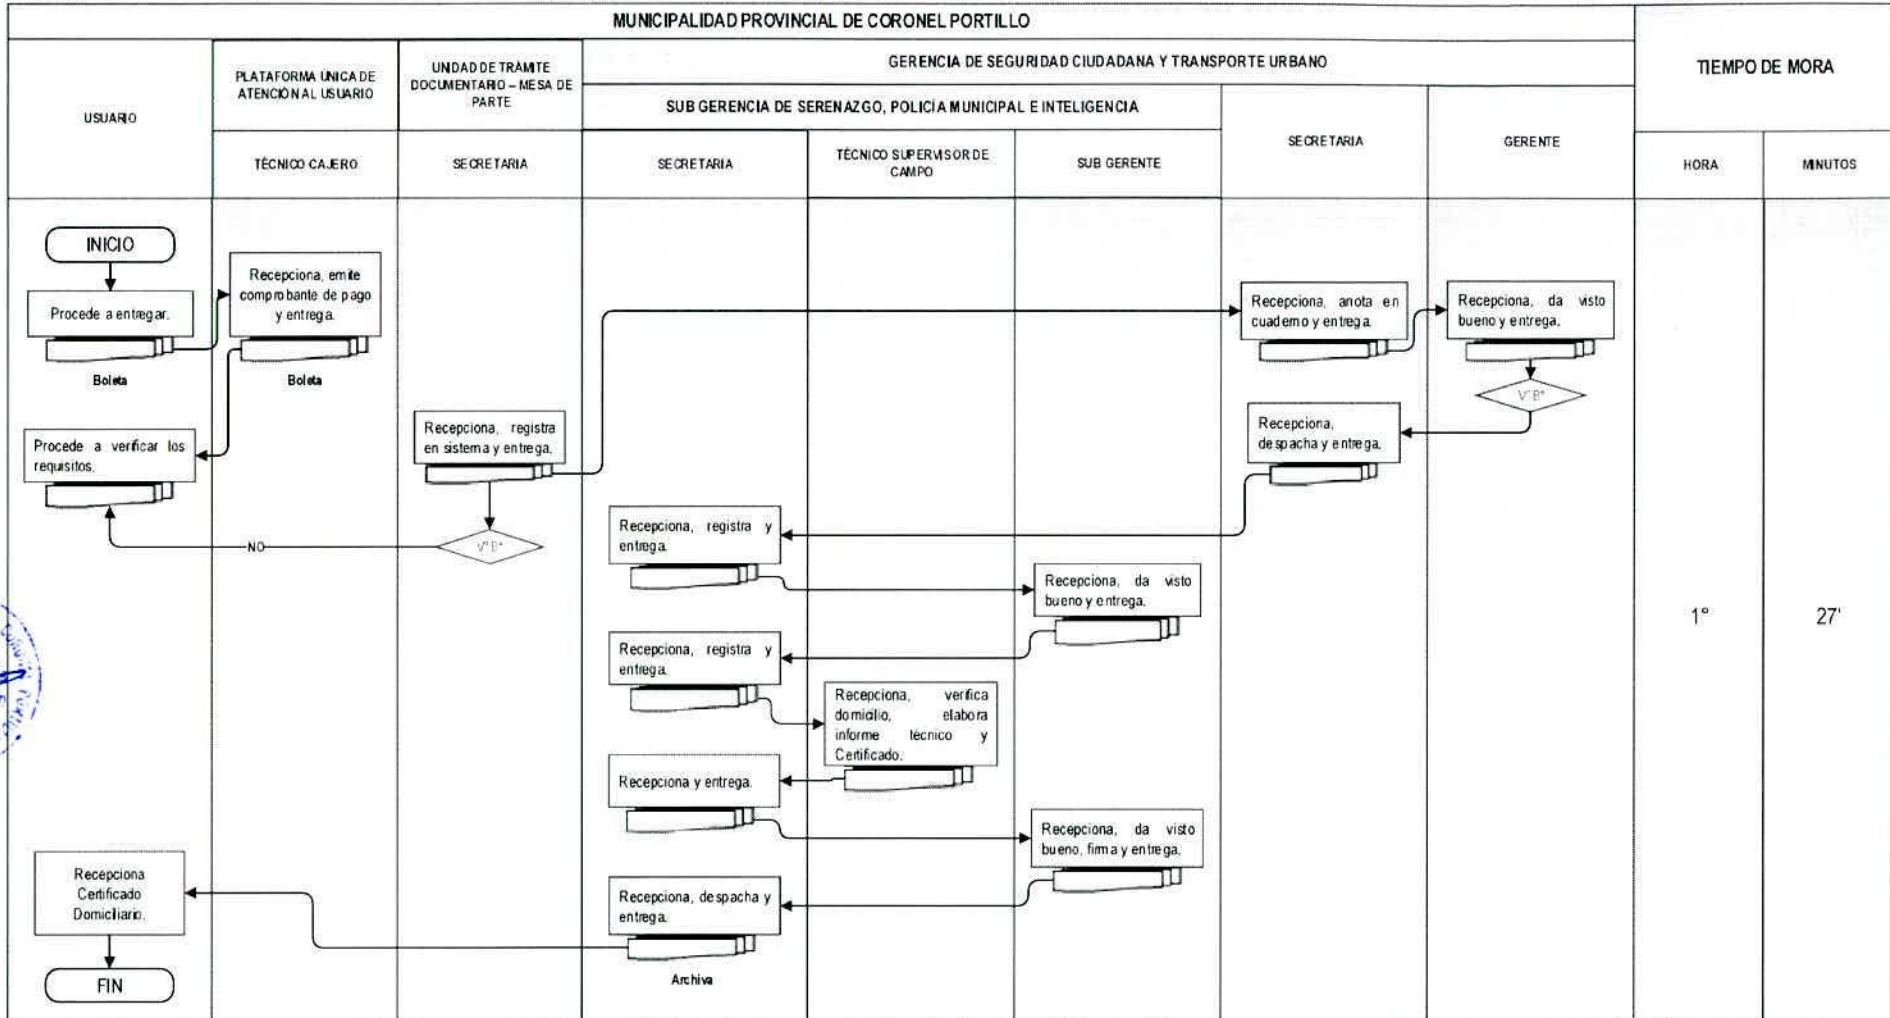 MUNICIPALIDAD PROVINCIAL DE CORONEL PORTILLO
TIEMPO DE MORA
USUARIO
PLATAFORMA ÚNICA DE
ATENCIÓN AL USUARIO
UNIDAD DE TRÁMITE
DOCUMENTARIO – MESA DE
PARTE
GERENCIA DE SEGURIDAD CIUDADANA Y TRANSPORTE URBANO
SUB GERENCIA DE SERENAZGO, POLICÍA MUNICIPAL E INTELIGENCIA
SECRETARIA
GERENTE
TÉCNICO CAJERO
SECRETARIA
SECRETARIA
TÉCNICO SUPERVISOR DE
CAMPO
SUB GERENTE
HORA
MINUTOS
INICIO
Procede a entregar.
Boleta
Recepciona, emite
comprobante de pago
y entrega.
Boleta
Recepciona, anota en
cuaderno y entrega.
Recepciona, da visto
bueno y entrega.
V°B°
Recepciona,
despacha y entrega.
Procede a verificar los
requisitos.
Recepciona, registra
en sistema y entrega.
V°B°
NO
Recepciona, registra y
entrega.
Recepciona, da visto
bueno y entrega.
Recepciona, registra y
entrega.
Recepciona, verifica
domicilio, elabora
informe técnico y
Certificado.
Recepciona y entrega.
Recepciona, da visto
bueno, firma y entrega.
Recepciona, despacha y
entrega.
Archiva
Recepciona
Certificado
Domiciliario.
FIN
1°
27'